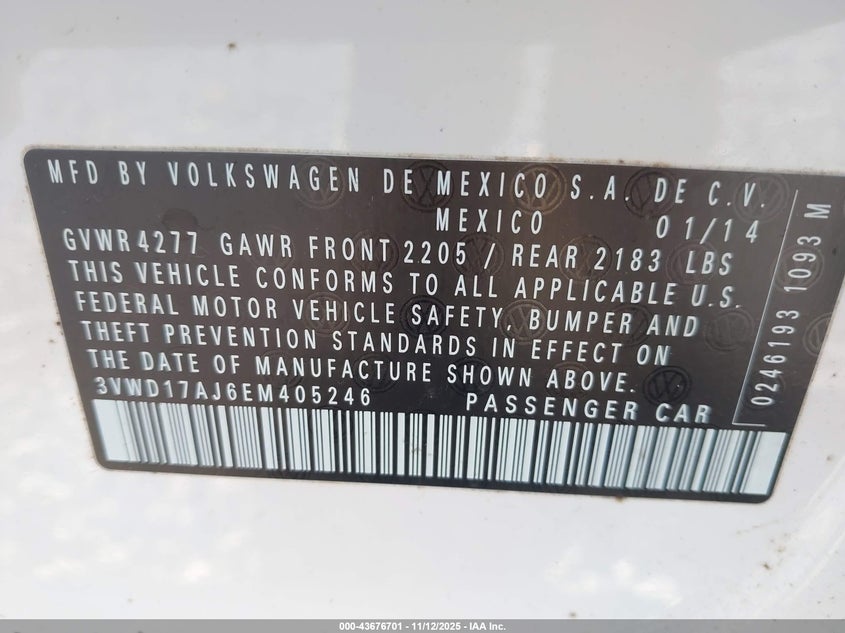 MFD BY VOLKSWAGEN DE MEXICO S.A. DE C.V.
MEXICO 01/14
GVWR 4277 GAWR FRONT 2205 / REAR 2183 LBS
THIS VEHICLE CONFORMS TO ALL APPLICABLE U.S.
FEDERAL MOTOR VEHICLE SAFETY, BUMPER AND
THEFT PREVENTION STANDARDS IN EFFECT ON
THE DATE OF MANUFACTURE SHOWN ABOVE.
3VWD17AJ6EM405246 PASSENGER CAR
0246193 1093 M
000-43676701 - 11/12/2025 - IAA Inc.